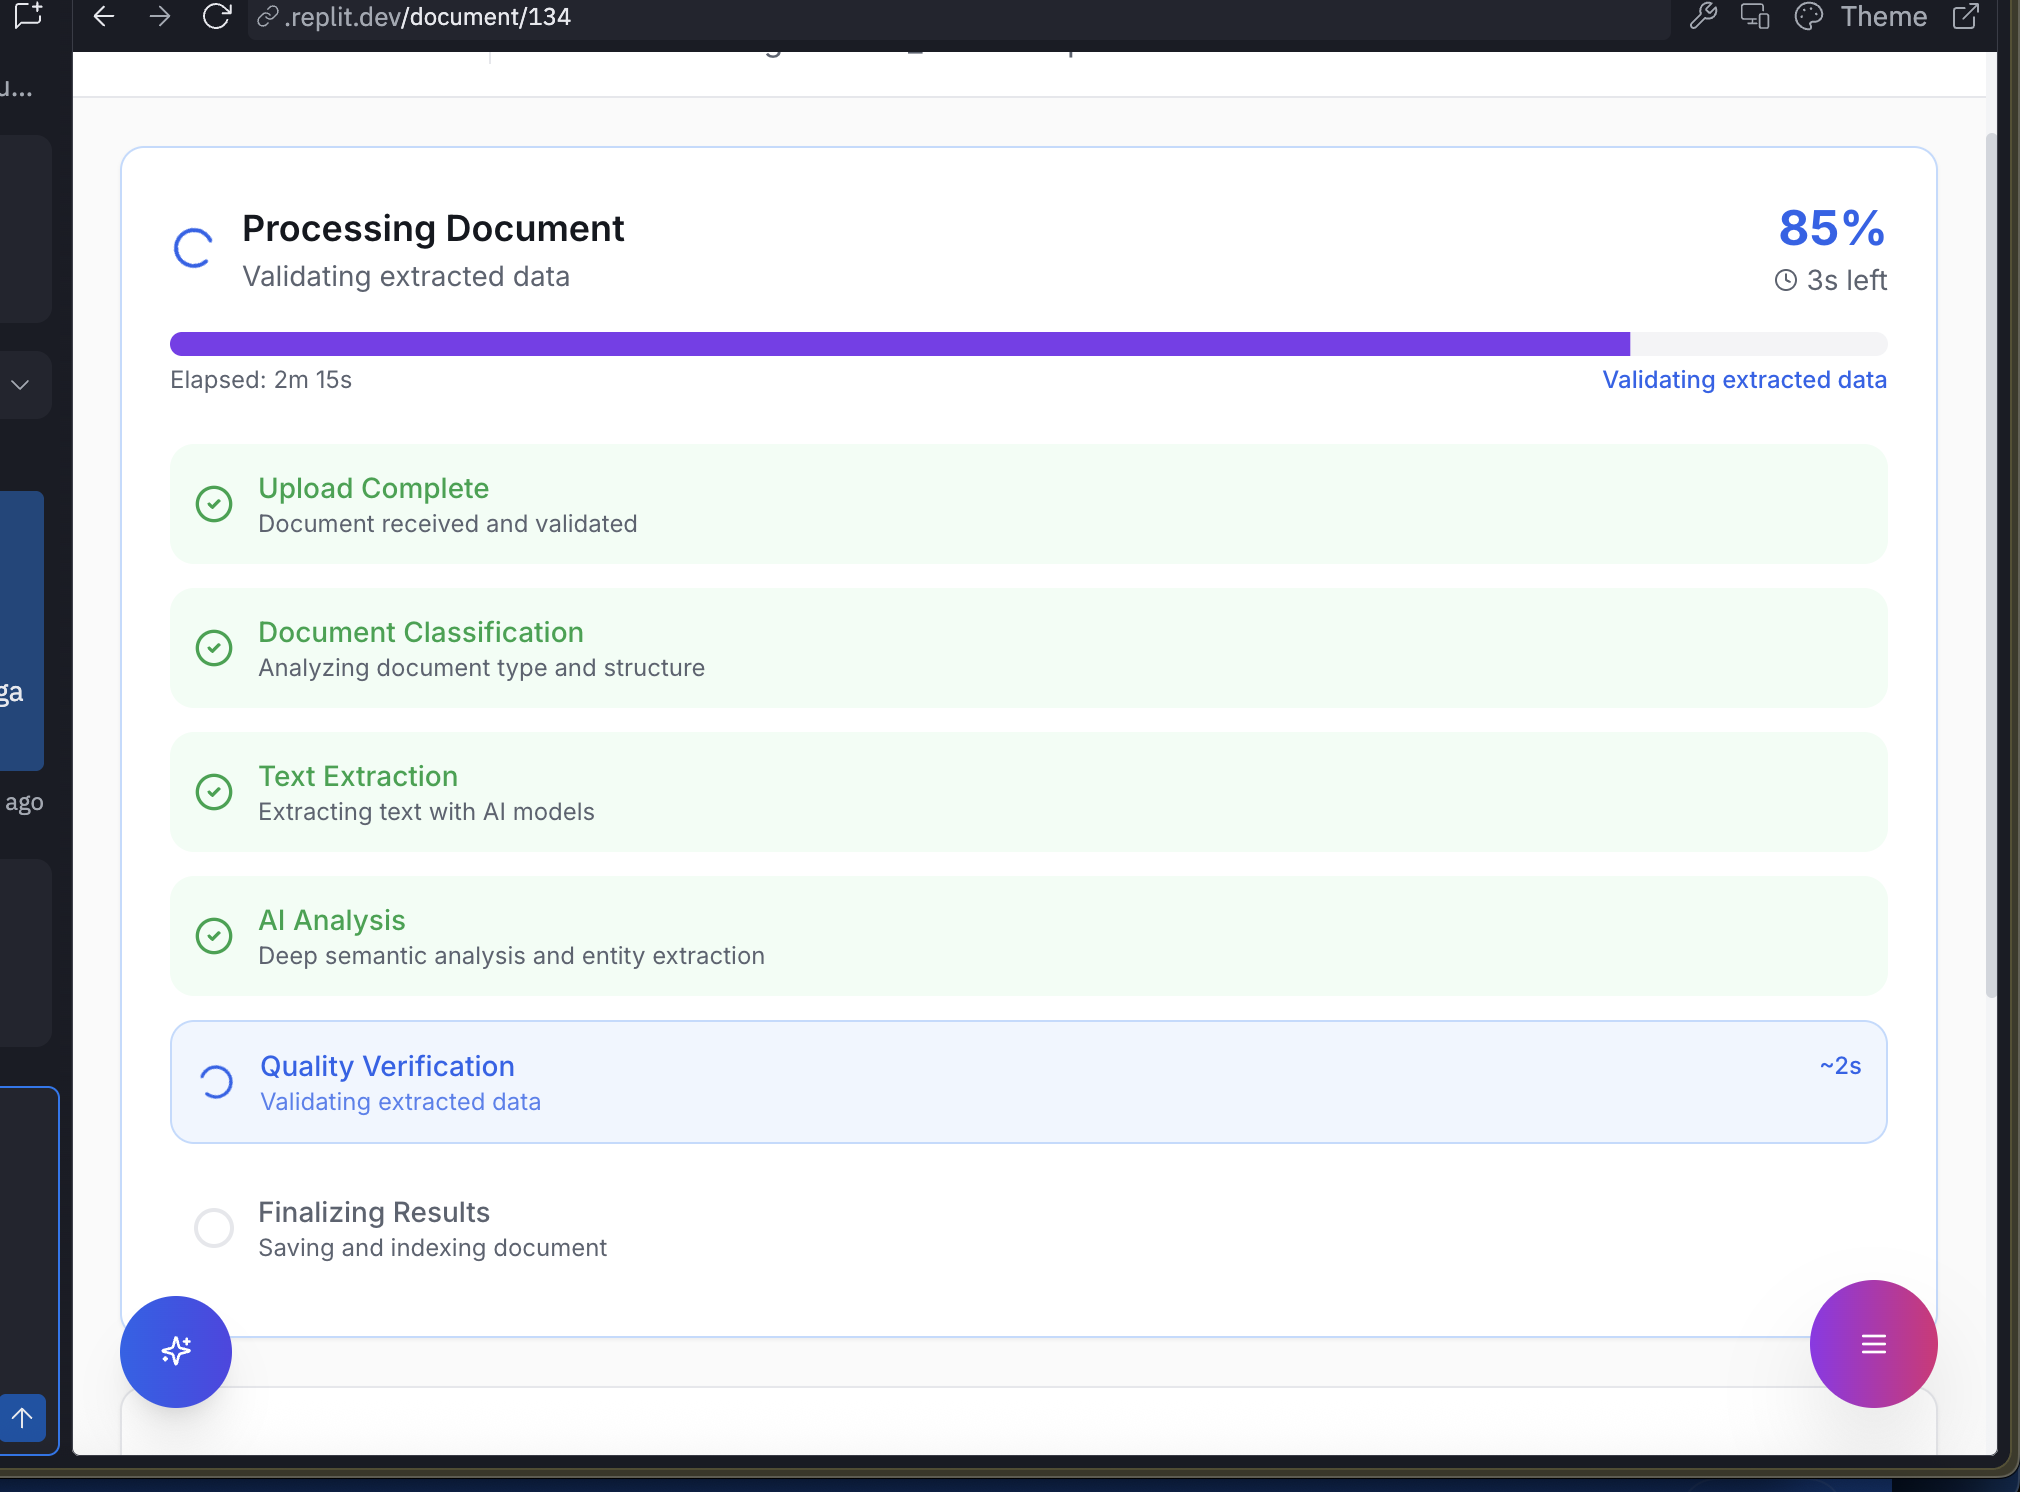 .replit.dev/document/134
Theme
Processing Document
Validating extracted data
85%
3s left
Elapsed: 2m 15s
Validating extracted data
Upload Complete
Document received and validated
Document Classification
Analyzing document type and structure
Text Extraction
Extracting text with AI models
AI Analysis
Deep semantic analysis and entity extraction
Quality Verification
~2s
Validating extracted data
Finalizing Results
Saving and indexing document
ago